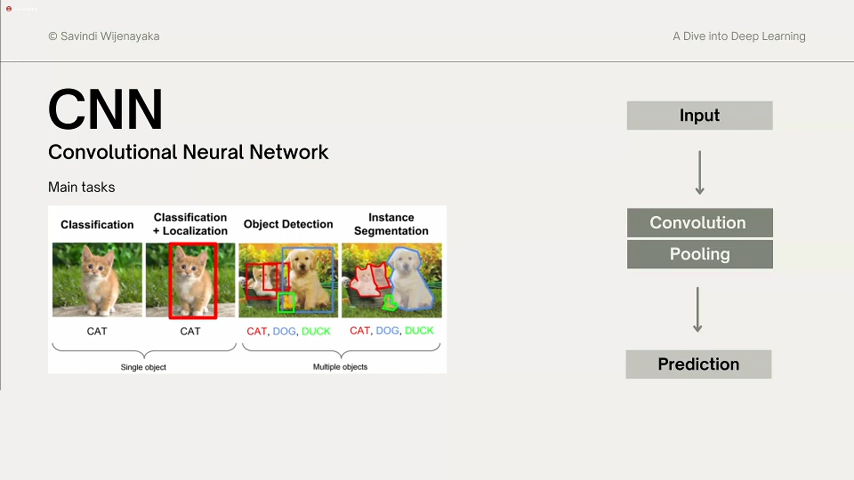 © Savindi Wijenayaka
A Dive into Deep Learning
CNN
Convolutional Neural Network
Main tasks
Classification
Classification
+ Localization
Object Detection
Instance
Segmentation
CAT
CAT
CAT, DOG, DUCK
CAT, DOG, DUCK
Single object
Multiple objects
Input
Convolution
Pooling
Prediction